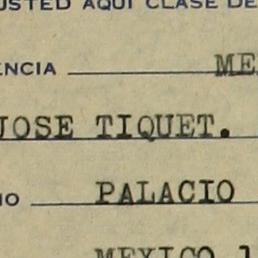 USTED AQUI CLASE DE
ENCIA ME
JOSE TIQUET.
IO PALACIO
MEXICO 1